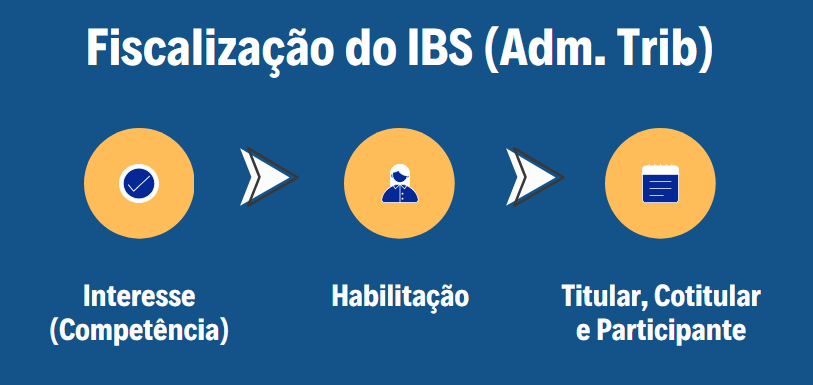 Fiscalização do IBS (Adm. Trib)
Interesse
(Competência)
Habilitação
Titular, Cotitular
e Participante